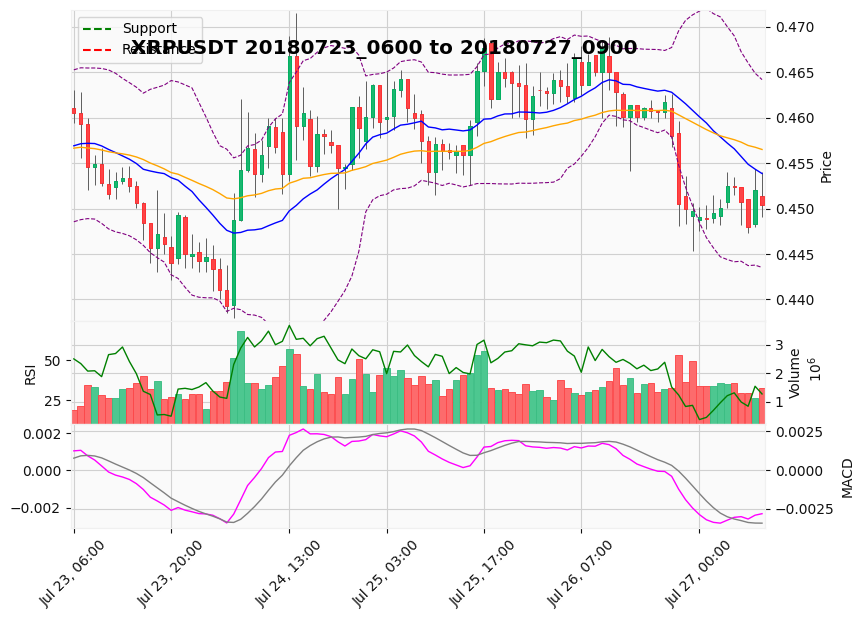 XRPUSDT 20180723_0600 to 20180727_0900
Support
Resistance
0.470
0.465
0.460
0.455
0.450
0.445
0.440
Price
50
25
RSI
3
2
1
Volume
10^6
0.002
0.000
−0.002
0.0025
0.0000
−0.0025
MACD
Jul 23, 06:00
Jul 23, 20:00
Jul 24, 13:00
Jul 25, 03:00
Jul 25, 17:00
Jul 26, 07:00
Jul 27, 00:00